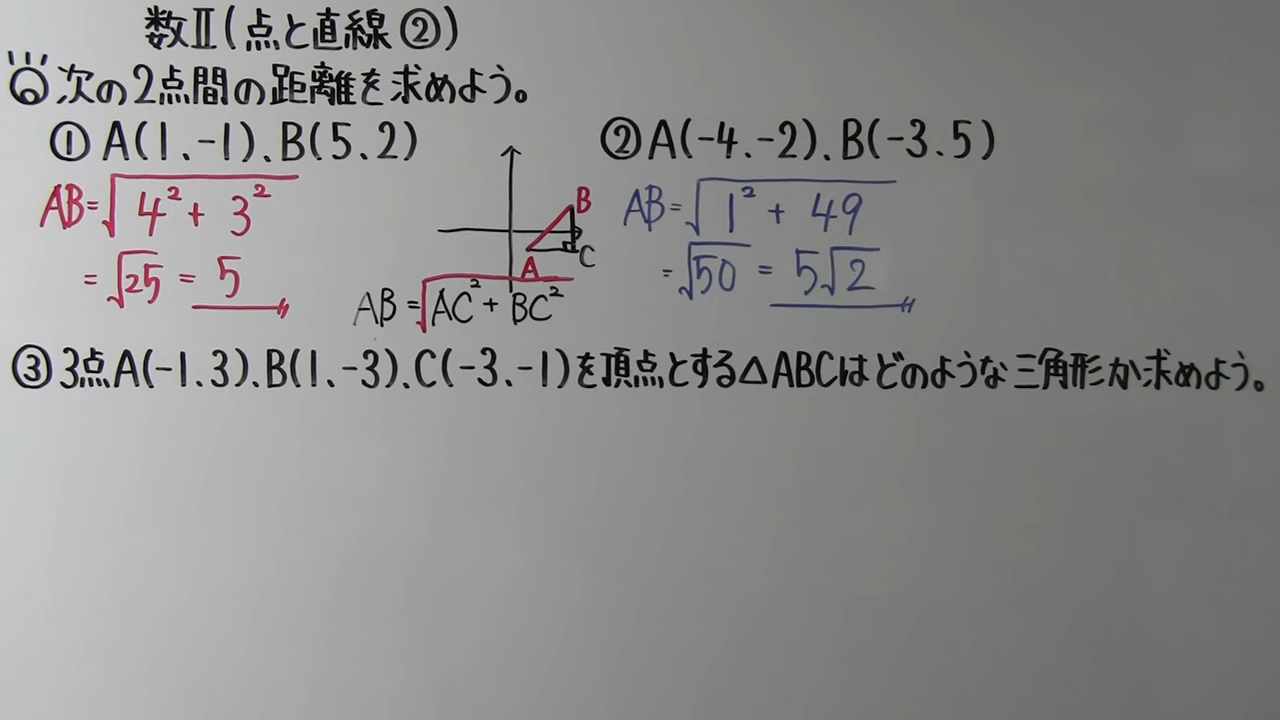 数Ⅱ(点と直線②)
次の2点間の距離を求めよう。
① A(1.-1).B(5.2)
② A(-4.-2).B(-3.5)
AB=√4²+3²
=√25=5
B
A
C
AB=√AC²+BC²
AB=√1²+49
=√50=5√2
③ 3点A(-1.3).B(1.-3).C(-3.-1)を頂点とする△ABCはどのような三角形か求めよう。